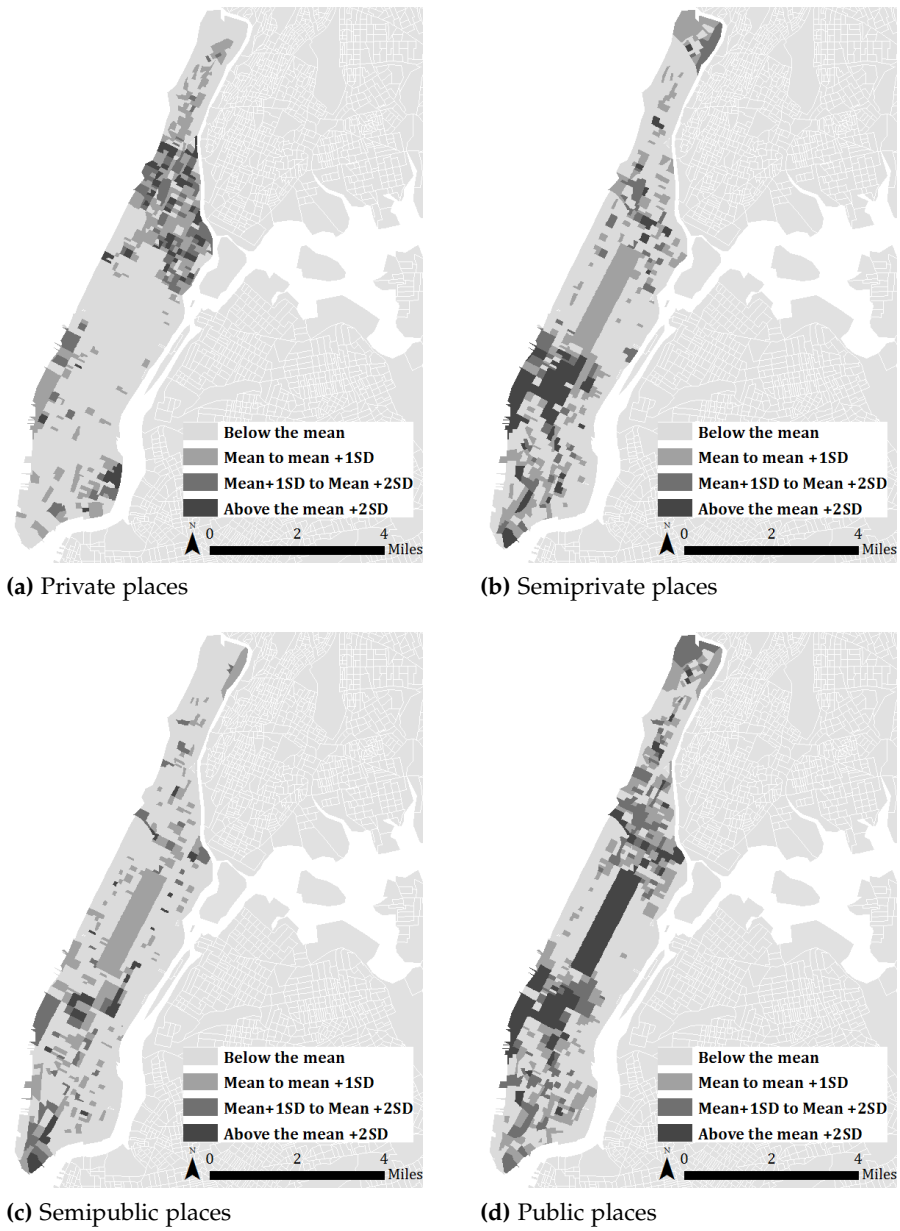 Below the mean
Mean to mean +1SD
Mean+1SD to Mean +2SD
Above the mean +2SD
N
0 2 4
Miles
(a) Private places
Below the mean
Mean to mean +1SD
Mean+1SD to Mean +2SD
Above the mean +2SD
N
0 2 4
Miles
(b) Semiprivate places
Below the mean
Mean to mean +1SD
Mean+1SD to Mean +2SD
Above the mean +2SD
N
0 2 4
Miles
(c) Semipublic places
Below the mean
Mean to mean +1SD
Mean+1SD to Mean +2SD
Above the mean +2SD
N
0 2 4
Miles
(d) Public places